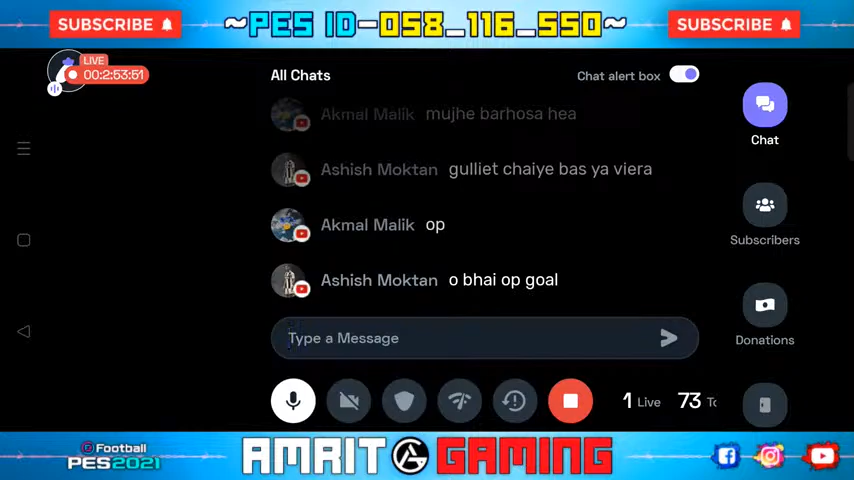 SUBSCRIBE
~PES ID-058_116_550~
SUBSCRIBE
LIVE
00:2:53:51
All Chats
Chat alert box
Akmal Malik mujhe barhosa hea
Chat
Ashish Moktan gulliet chaiye bas ya viera
Akmal Malik op
Subscribers
Ashish Moktan o bhai op goal
Type a Message
Donations
1 Live 73 To
eFootball
PES2021
AMRIT G GAMING